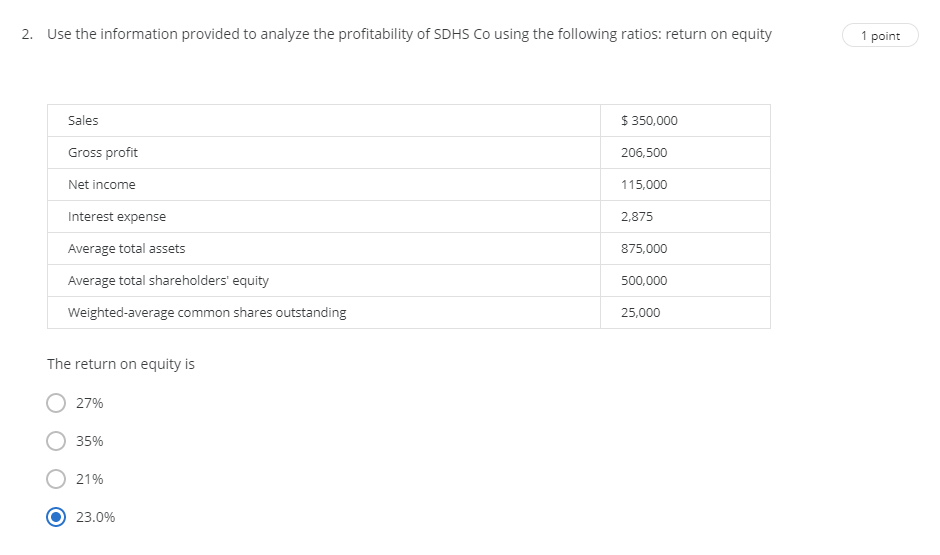 2. Use the information provided to analyze the profitability of SDHS Co using the following ratios: return on equity
1 point
Sales $ 350,000
Gross profit 206,500
Net income 115,000
Interest expense 2,875
Average total assets 875,000
Average total shareholders' equity 500,000
Weighted-average common shares outstanding 25,000
The return on equity is
27%
35%
21%
23.0%